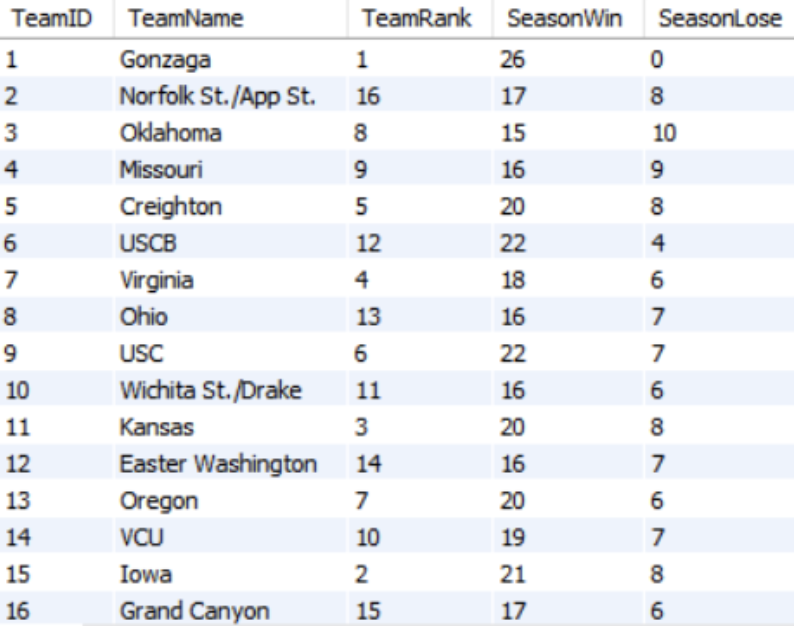 TeamID TeamName TeamRank SeasonWin SeasonLose
1 Gonzaga 1 26 0
2 Norfolk St./App St. 16 17 8
3 Oklahoma 8 15 10
4 Missouri 9 16 9
5 Creighton 5 20 8
6 USCB 12 22 4
7 Virginia 4 18 6
8 Ohio 13 16 7
9 USC 6 22 7
10 Wichita St./Drake 11 16 6
11 Kansas 3 20 8
12 Easter Washington 14 16 7
13 Oregon 7 20 6
14 VCU 10 19 7
15 Iowa 2 21 8
16 Grand Canyon 15 17 6